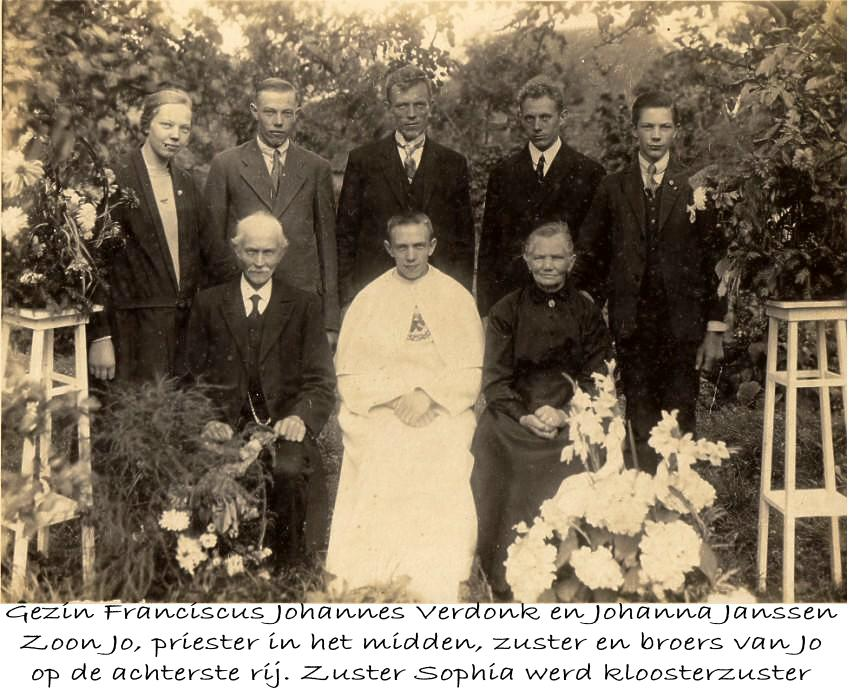 Gezin Franciscus Johannes Verdonk en Johanna Janssen
Zoon Jo, priester in het midden, zuster en broers van Jo
op de achterste rij. Zuster Sophia werd kloosterzuster